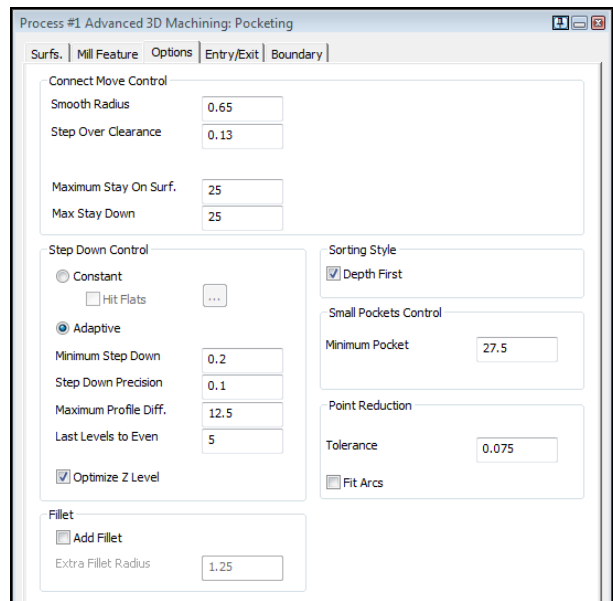 Process #1 Advanced 3D Machining: Pocketing
Surfs. Mill Feature Options Entry/Exit Boundary
Connect Move Control
Smooth Radius 0.65
Step Over Clearance 0.13
Maximum Stay On Surf. 25
Max Stay Down 25
Step Down Control
Constant
Hit Flats ...
Adaptive
Minimum Step Down 0.2
Step Down Precision 0.1
Maximum Profile Diff. 12.5
Last Levels to Even 5
Optimize Z Level
Sorting Style
Depth First
Small Pockets Control
Minimum Pocket 27.5
Point Reduction
Tolerance 0.075
Fit Arcs
Fillet
Add Fillet
Extra Fillet Radius 1.25